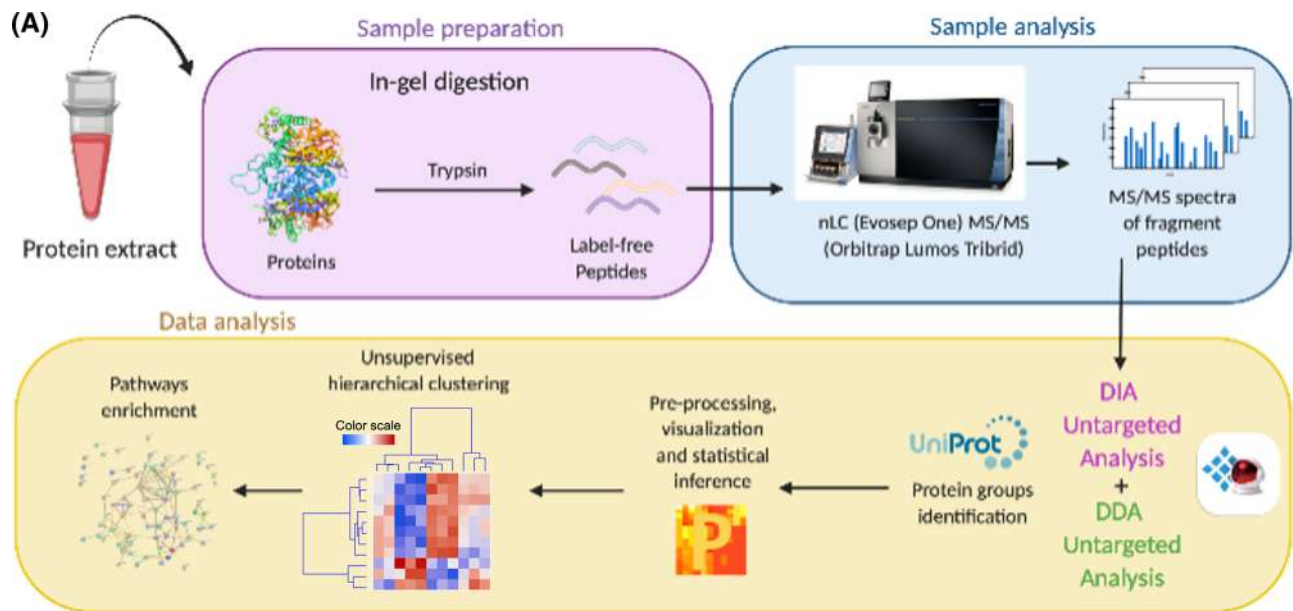 (A)
Sample preparation
Sample analysis
In-gel digestion
Trypsin
Protein extract
Proteins
Label-free
Peptides
nLC (Evosep One) MS/MS
(Orbitrap Lumos Tribrid)
MS/MS spectra
of fragment
peptides
Data analysis
DIA
Untargeted
Analysis
+
DDA
Untargeted
Analysis
UniProt
Protein groups
identification
Pre-processing,
visualization
and statistical
inference
P
Unsupervised
hierarchical clustering
Color scale
Pathways
enrichment